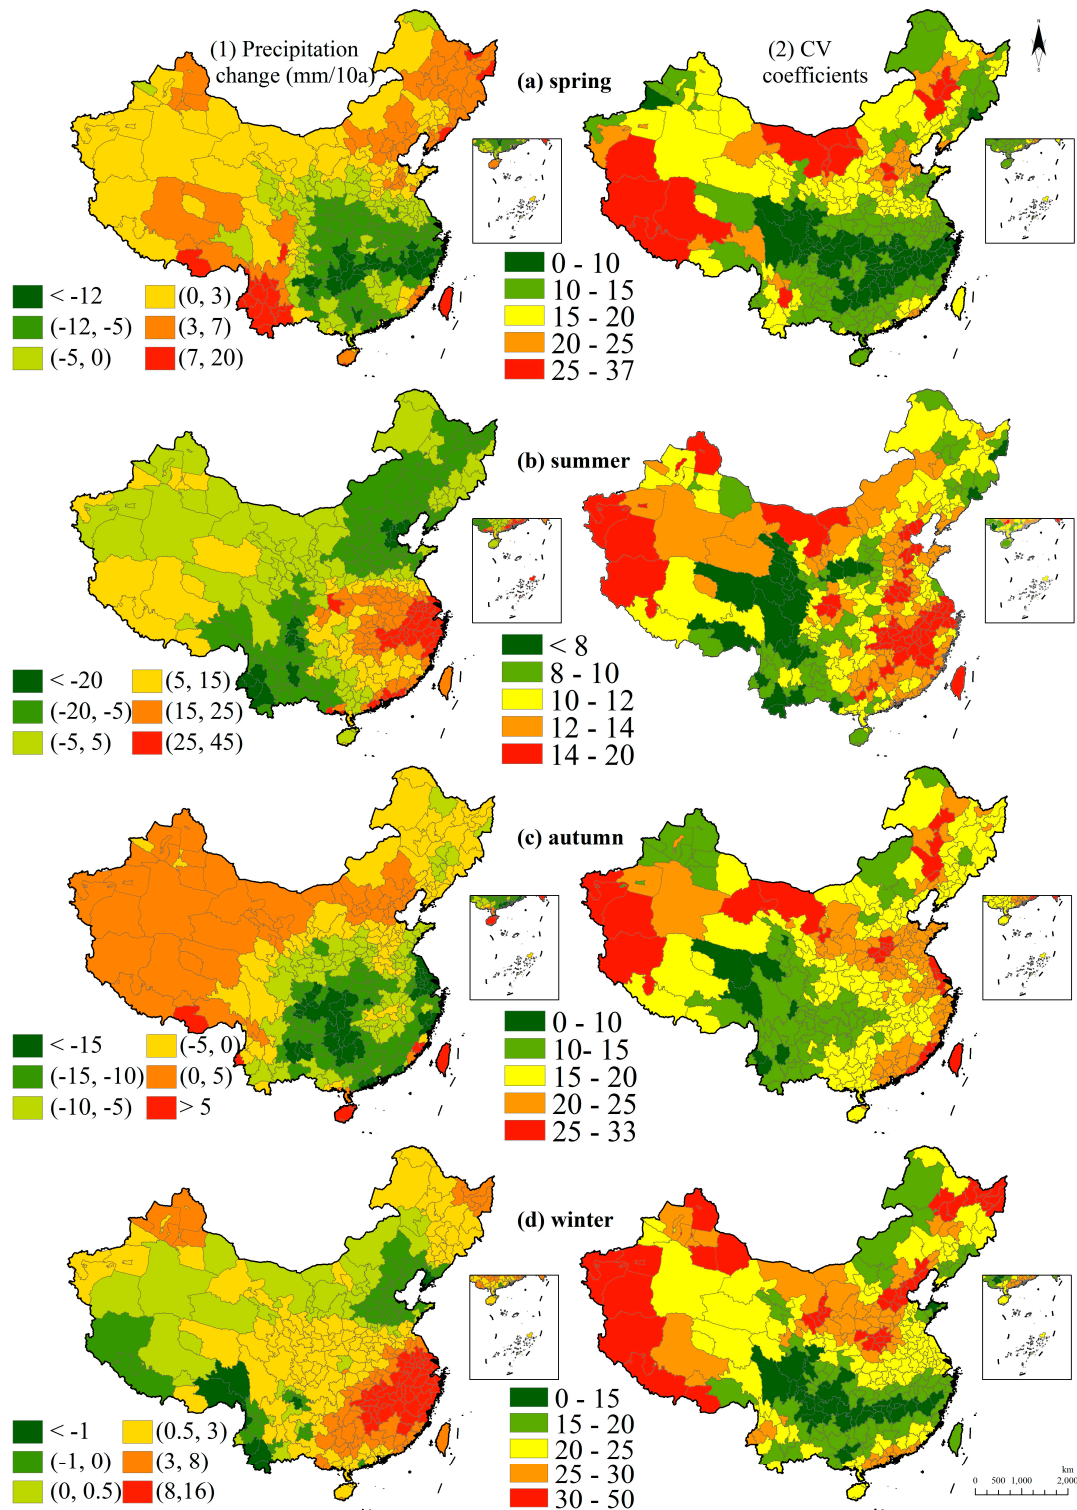 (1) Precipitation
change (mm/10a)
(2) CV
coefficients
N
S
(a) spring
< -12
(-12, -5)
(-5, 0)
(0, 3)
(3, 7)
(7, 20)
0 - 10
10 - 15
15 - 20
20 - 25
25 - 37
(b) summer
< -20
(-20, -5)
(-5, 5)
(5, 15)
(15, 25)
(25, 45)
< 8
8 - 10
10 - 12
12 - 14
14 - 20
(c) autumn
< -15
(-15, -10)
(-10, -5)
(-5, 0)
(0, 5)
> 5
0 - 10
10- 15
15 - 20
20 - 25
25 - 33
(d) winter
< -1
(-1, 0)
(0, 0.5)
(0.5, 3)
(3, 8)
(8,16)
0 - 15
15 - 20
20 - 25
25 - 30
30 - 50
km
0 500 1,000 2,000